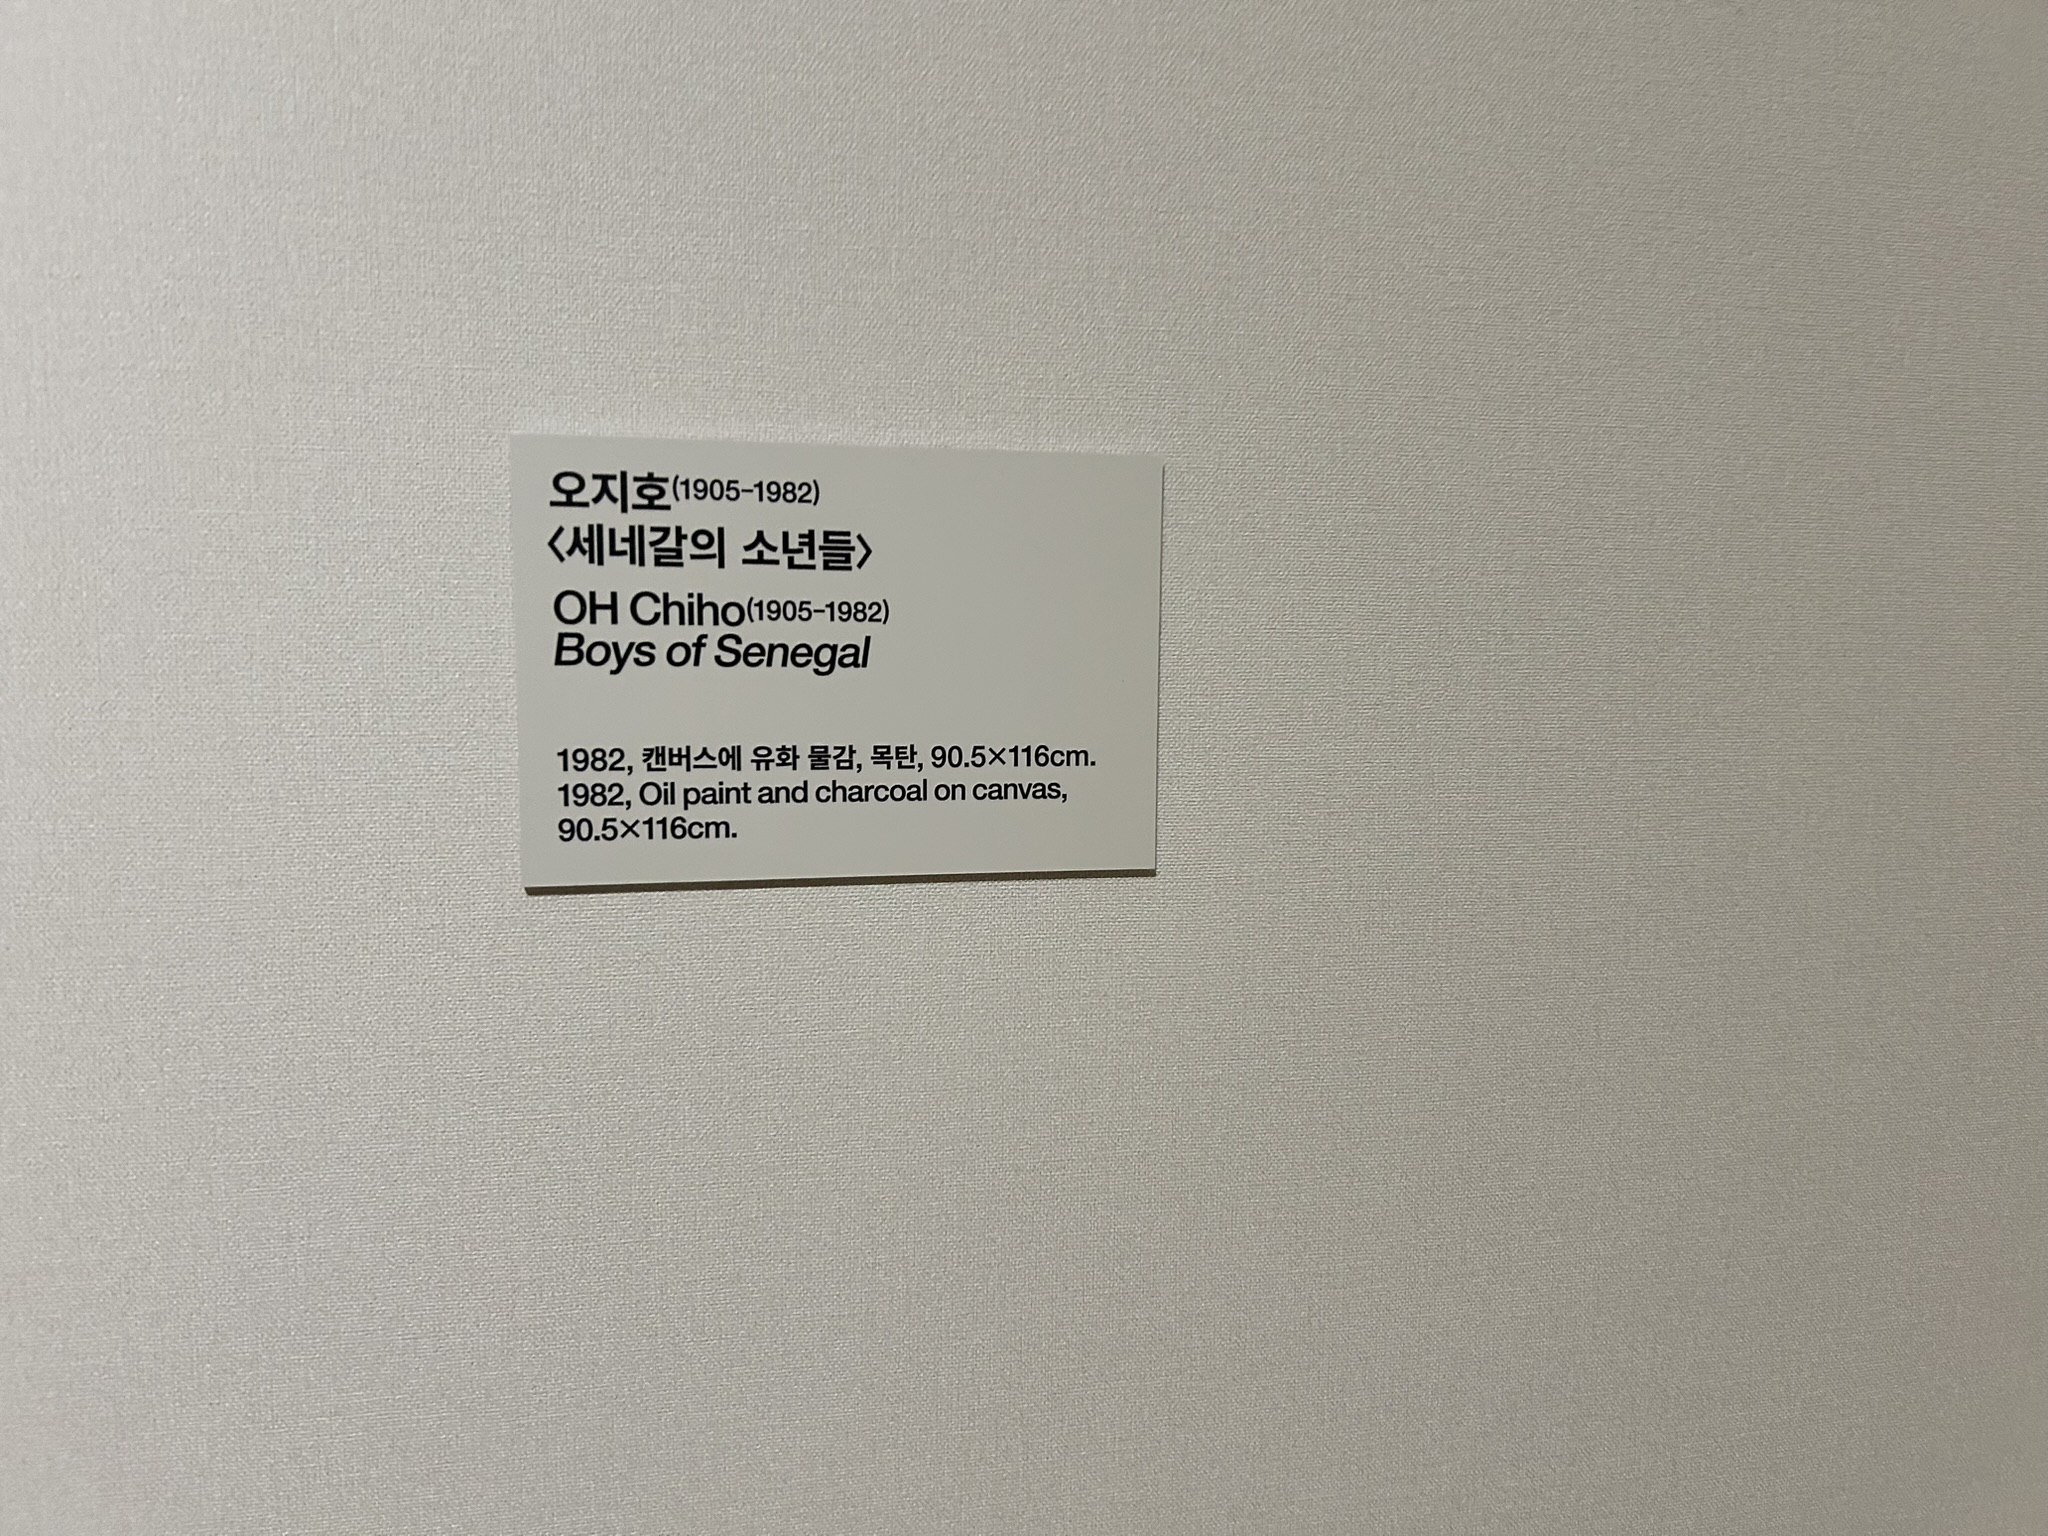 오지호(1905–1982)
〈세네갈의 소년들〉
OH Chiho(1905–1982)
Boys of Senegal
1982, 캔버스에 유화 물감, 목탄, 90.5×116cm.
1982, Oil paint and charcoal on canvas,
90.5×116cm.